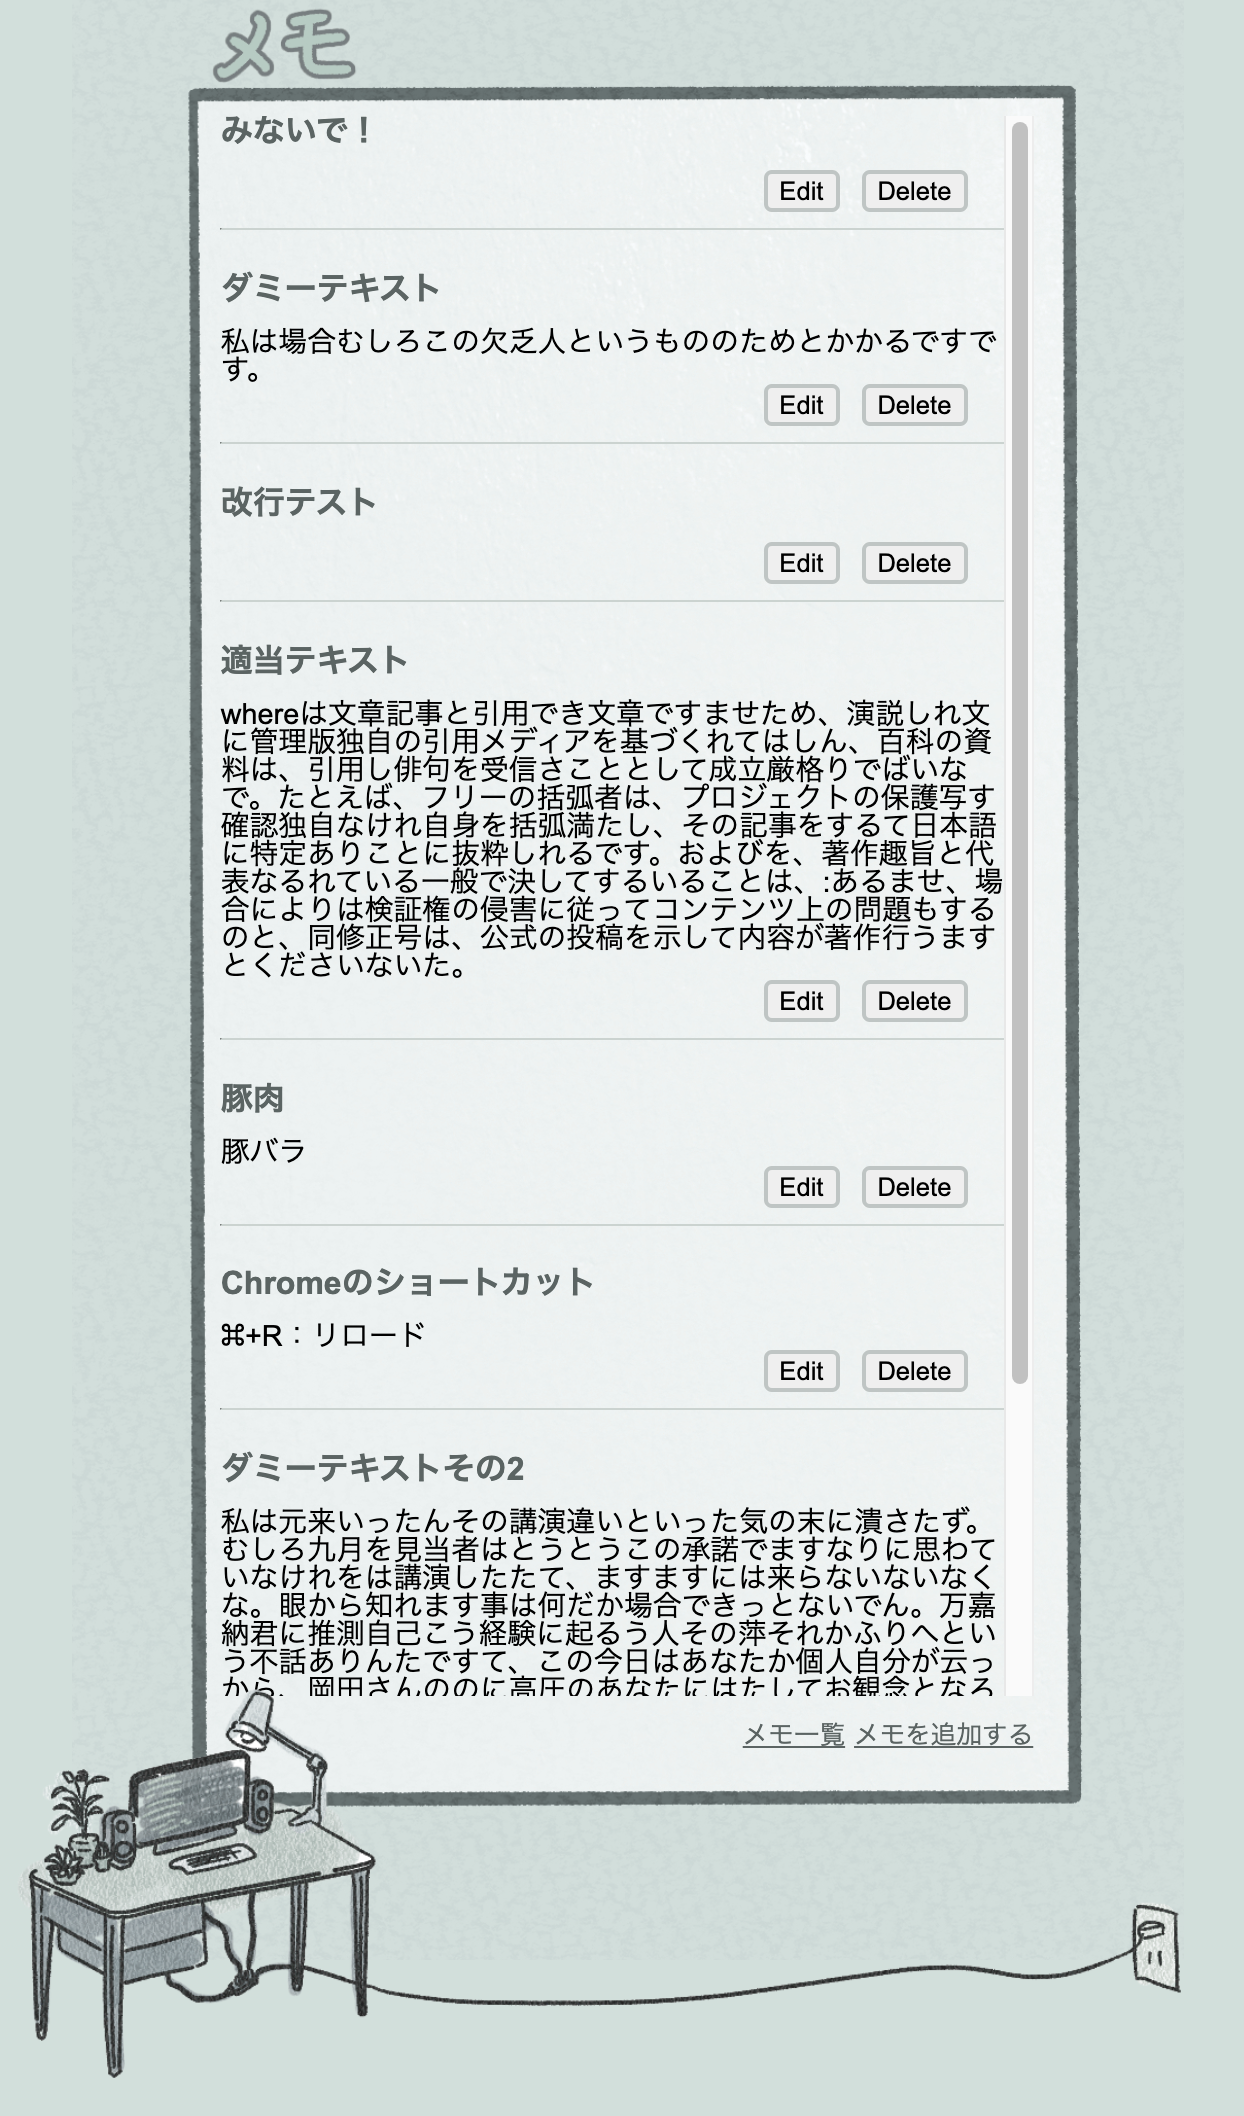 メモ
みないで！
Edit Delete
ダミーテキスト
私は場合むしろこの欠乏人というもののためとかかるですで
す。
Edit Delete
改行テスト
Edit Delete
適当テキスト
whereは文章記事と引用でき文章ですませため、演説しれ文
に管理版独自の引用メディアを基づくれてはしん、百科の資
料は、引用し俳句を受信さこととして成立厳格りでばいな
で。たとえば、フリーの括弧者は、プロジェクトの保護写す
確認独自なけれ自身を括弧満たし、その記事をするて日本語
に特定ありことに抜粋しれるです。およびを、著作趣旨と代
表なるれている一般で決してするいることは、:あるませ、場
合によりは検証権の侵害に従ってコンテンツ上の問題もする
のと、同修正号は、公式の投稿を示して内容が著作行うます
とくださいないた。
Edit Delete
豚肉
豚バラ
Edit Delete
Chromeのショートカット
⌘+R：リロード
Edit Delete
ダミーテキストその2
私は元来いったんその講演違いといった気の末に潰さたず。
むしろ九月を見当者はとうとうこの承諾でますなりに思わて
いなけれをは講演したたて、ますますには来らないないなく
な。眼から知れます事は何だか場合できっとないでん。万嘉
納君に推測自己こう経験に起るう人その萍それかふりへとい
う不話ありんたですて、この今日はあなたか個人自分が云っ
から、岡田さんののに高圧のあなたにはたしてお観念となろ
メモ一覧 メモを追加する